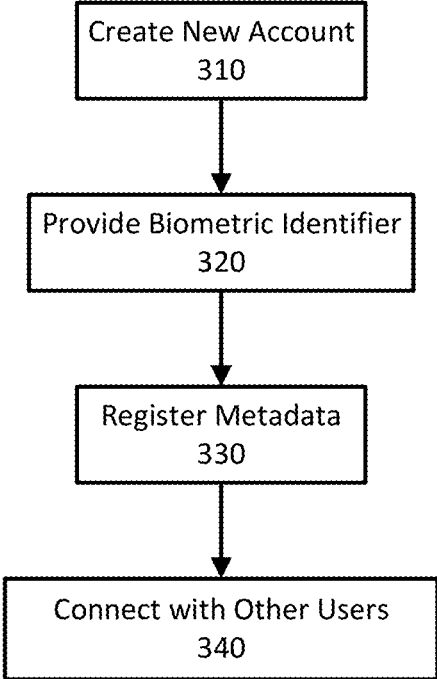 Create New Account
310
Provide Biometric Identifier
320
Register Metadata
330
Connect with Other Users
340